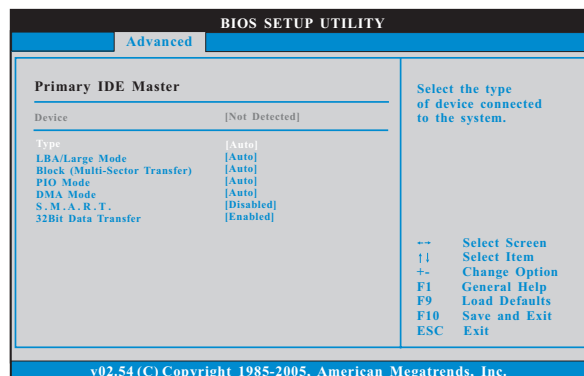 BIOS SETUP UTILITY
Advanced
Primary IDE Master
Device [Not Detected]
Type [Auto]
LBA/Large Mode [Auto]
Block (Multi-Sector Transfer) [Auto]
PIO Mode [Auto]
DMA Mode [Auto]
S.M.A.R.T. [Disabled]
32Bit Data Transfer [Enabled]
Select the type
of device connected
to the system.
←→ Select Screen
↑↓ Select Item
+- Change Option
F1 General Help
F9 Load Defaults
F10 Save and Exit
ESC Exit
v02.54 (C) Copyright 1985-2005, American Megatrends, Inc.